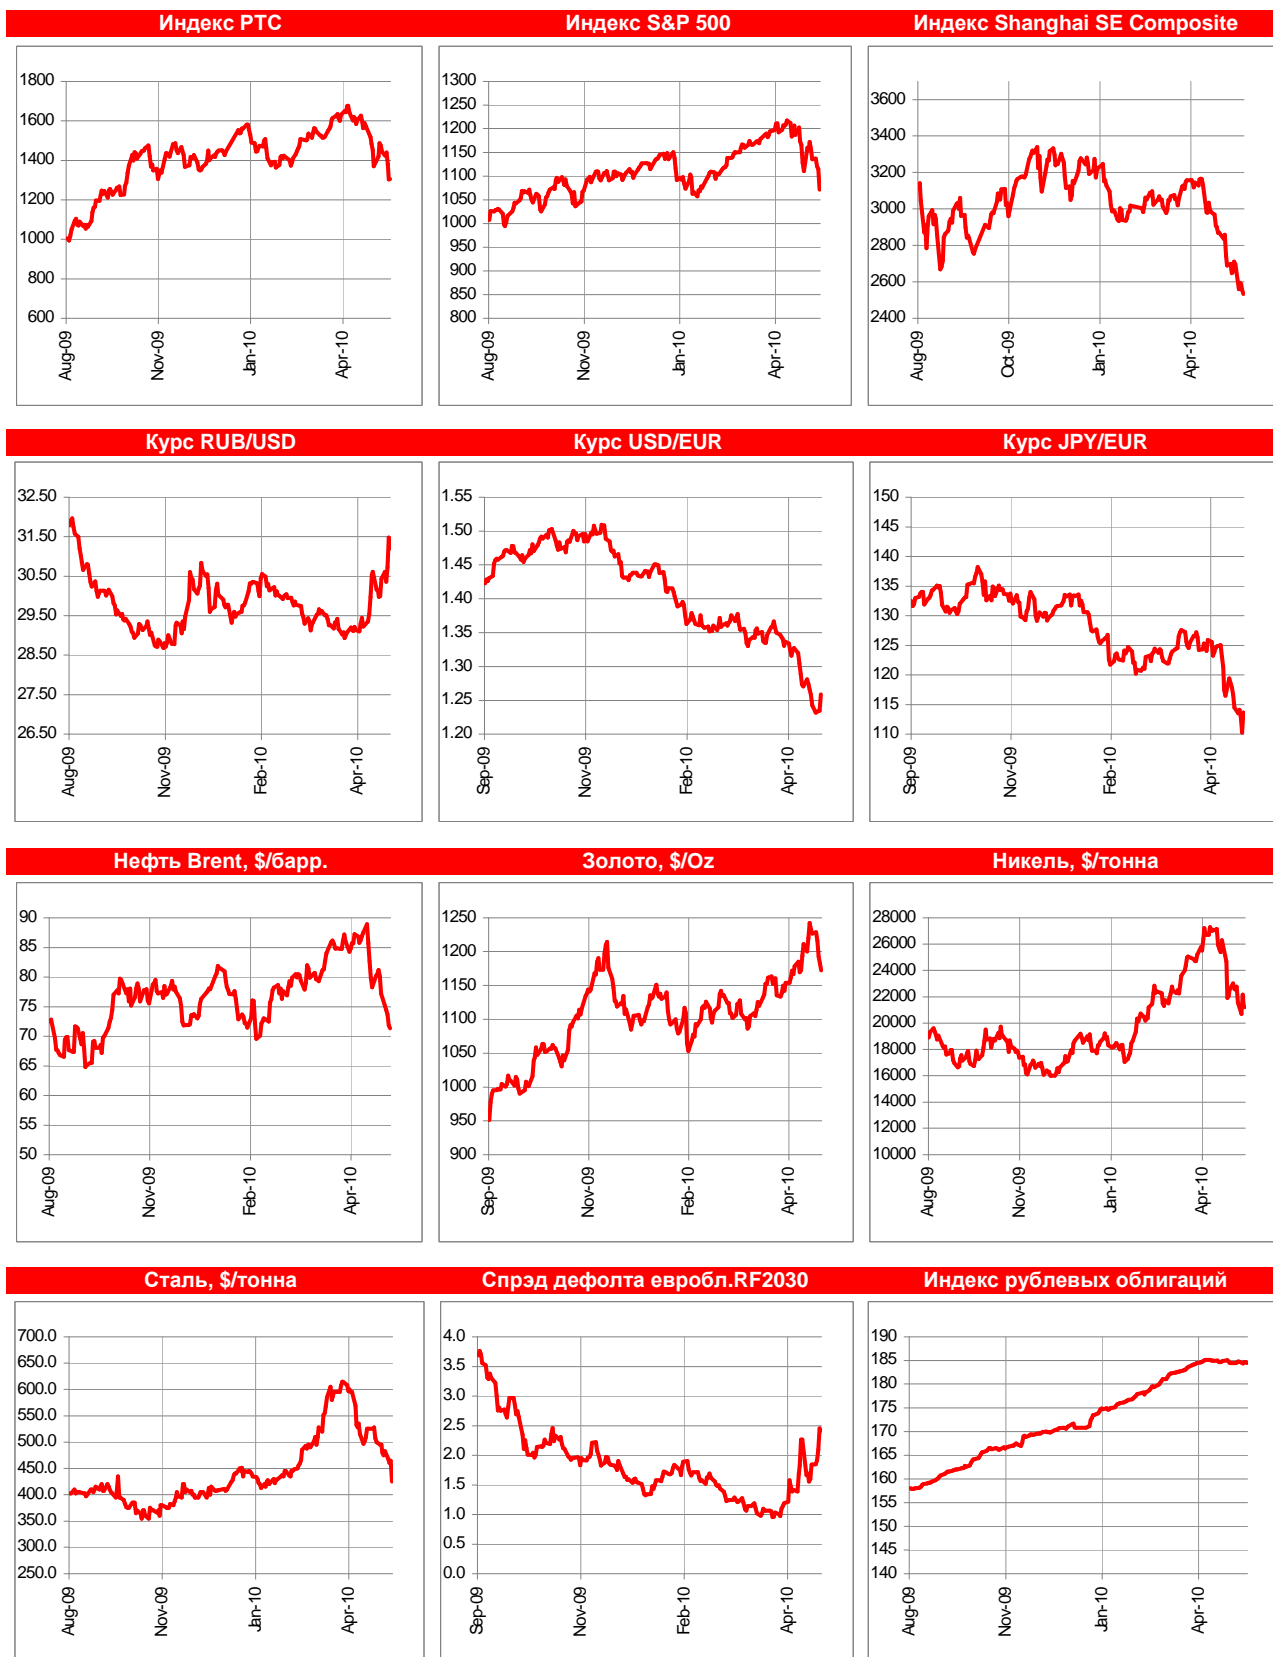 Индекс РТС
Индекс S&P 500
Индекс Shanghai SE Composite
1800
1600
1400
1200
1000
800
600
Aug-09
Nov-09
Jan-10
Apr-10
1300
1250
1200
1150
1100
1050
1000
950
900
850
800
Aug-09
Nov-09
Jan-10
Apr-10
3600
3400
3200
3000
2800
2600
2400
Aug-09
Oct-09
Jan-10
Apr-10
Курс RUB/USD
Курс USD/EUR
Курс JPY/EUR
32.50
31.50
30.50
29.50
28.50
27.50
26.50
Aug-09
Nov-09
Feb-10
Apr-10
1.55
1.50
1.45
1.40
1.35
1.30
1.25
1.20
Sep-09
Nov-09
Feb-10
Apr-10
150
145
140
135
130
125
120
115
110
Sep-09
Nov-09
Feb-10
Apr-10
Нефть Brent, $/барр.
Золото, $/Oz
Никель, $/тонна
90
85
80
75
70
65
60
55
50
Aug-09
Nov-09
Feb-10
Apr-10
1250
1200
1150
1100
1050
1000
950
900
Sep-09
Nov-09
Feb-10
Apr-10
28000
26000
24000
22000
20000
18000
16000
14000
12000
10000
Aug-09
Nov-09
Jan-10
Apr-10
Сталь, $/тонна
Спрэд дефолта евробл.RF2030
Индекс рублевых облигаций
700.0
650.0
600.0
550.0
500.0
450.0
400.0
350.0
300.0
250.0
Aug-09
Nov-09
Jan-10
Apr-10
4.0
3.5
3.0
2.5
2.0
1.5
1.0
0.5
0.0
Sep-09
Nov-09
Feb-10
Apr-10
190
185
180
175
170
165
160
155
150
145
140
Aug-09
Nov-09
Jan-10
Apr-10